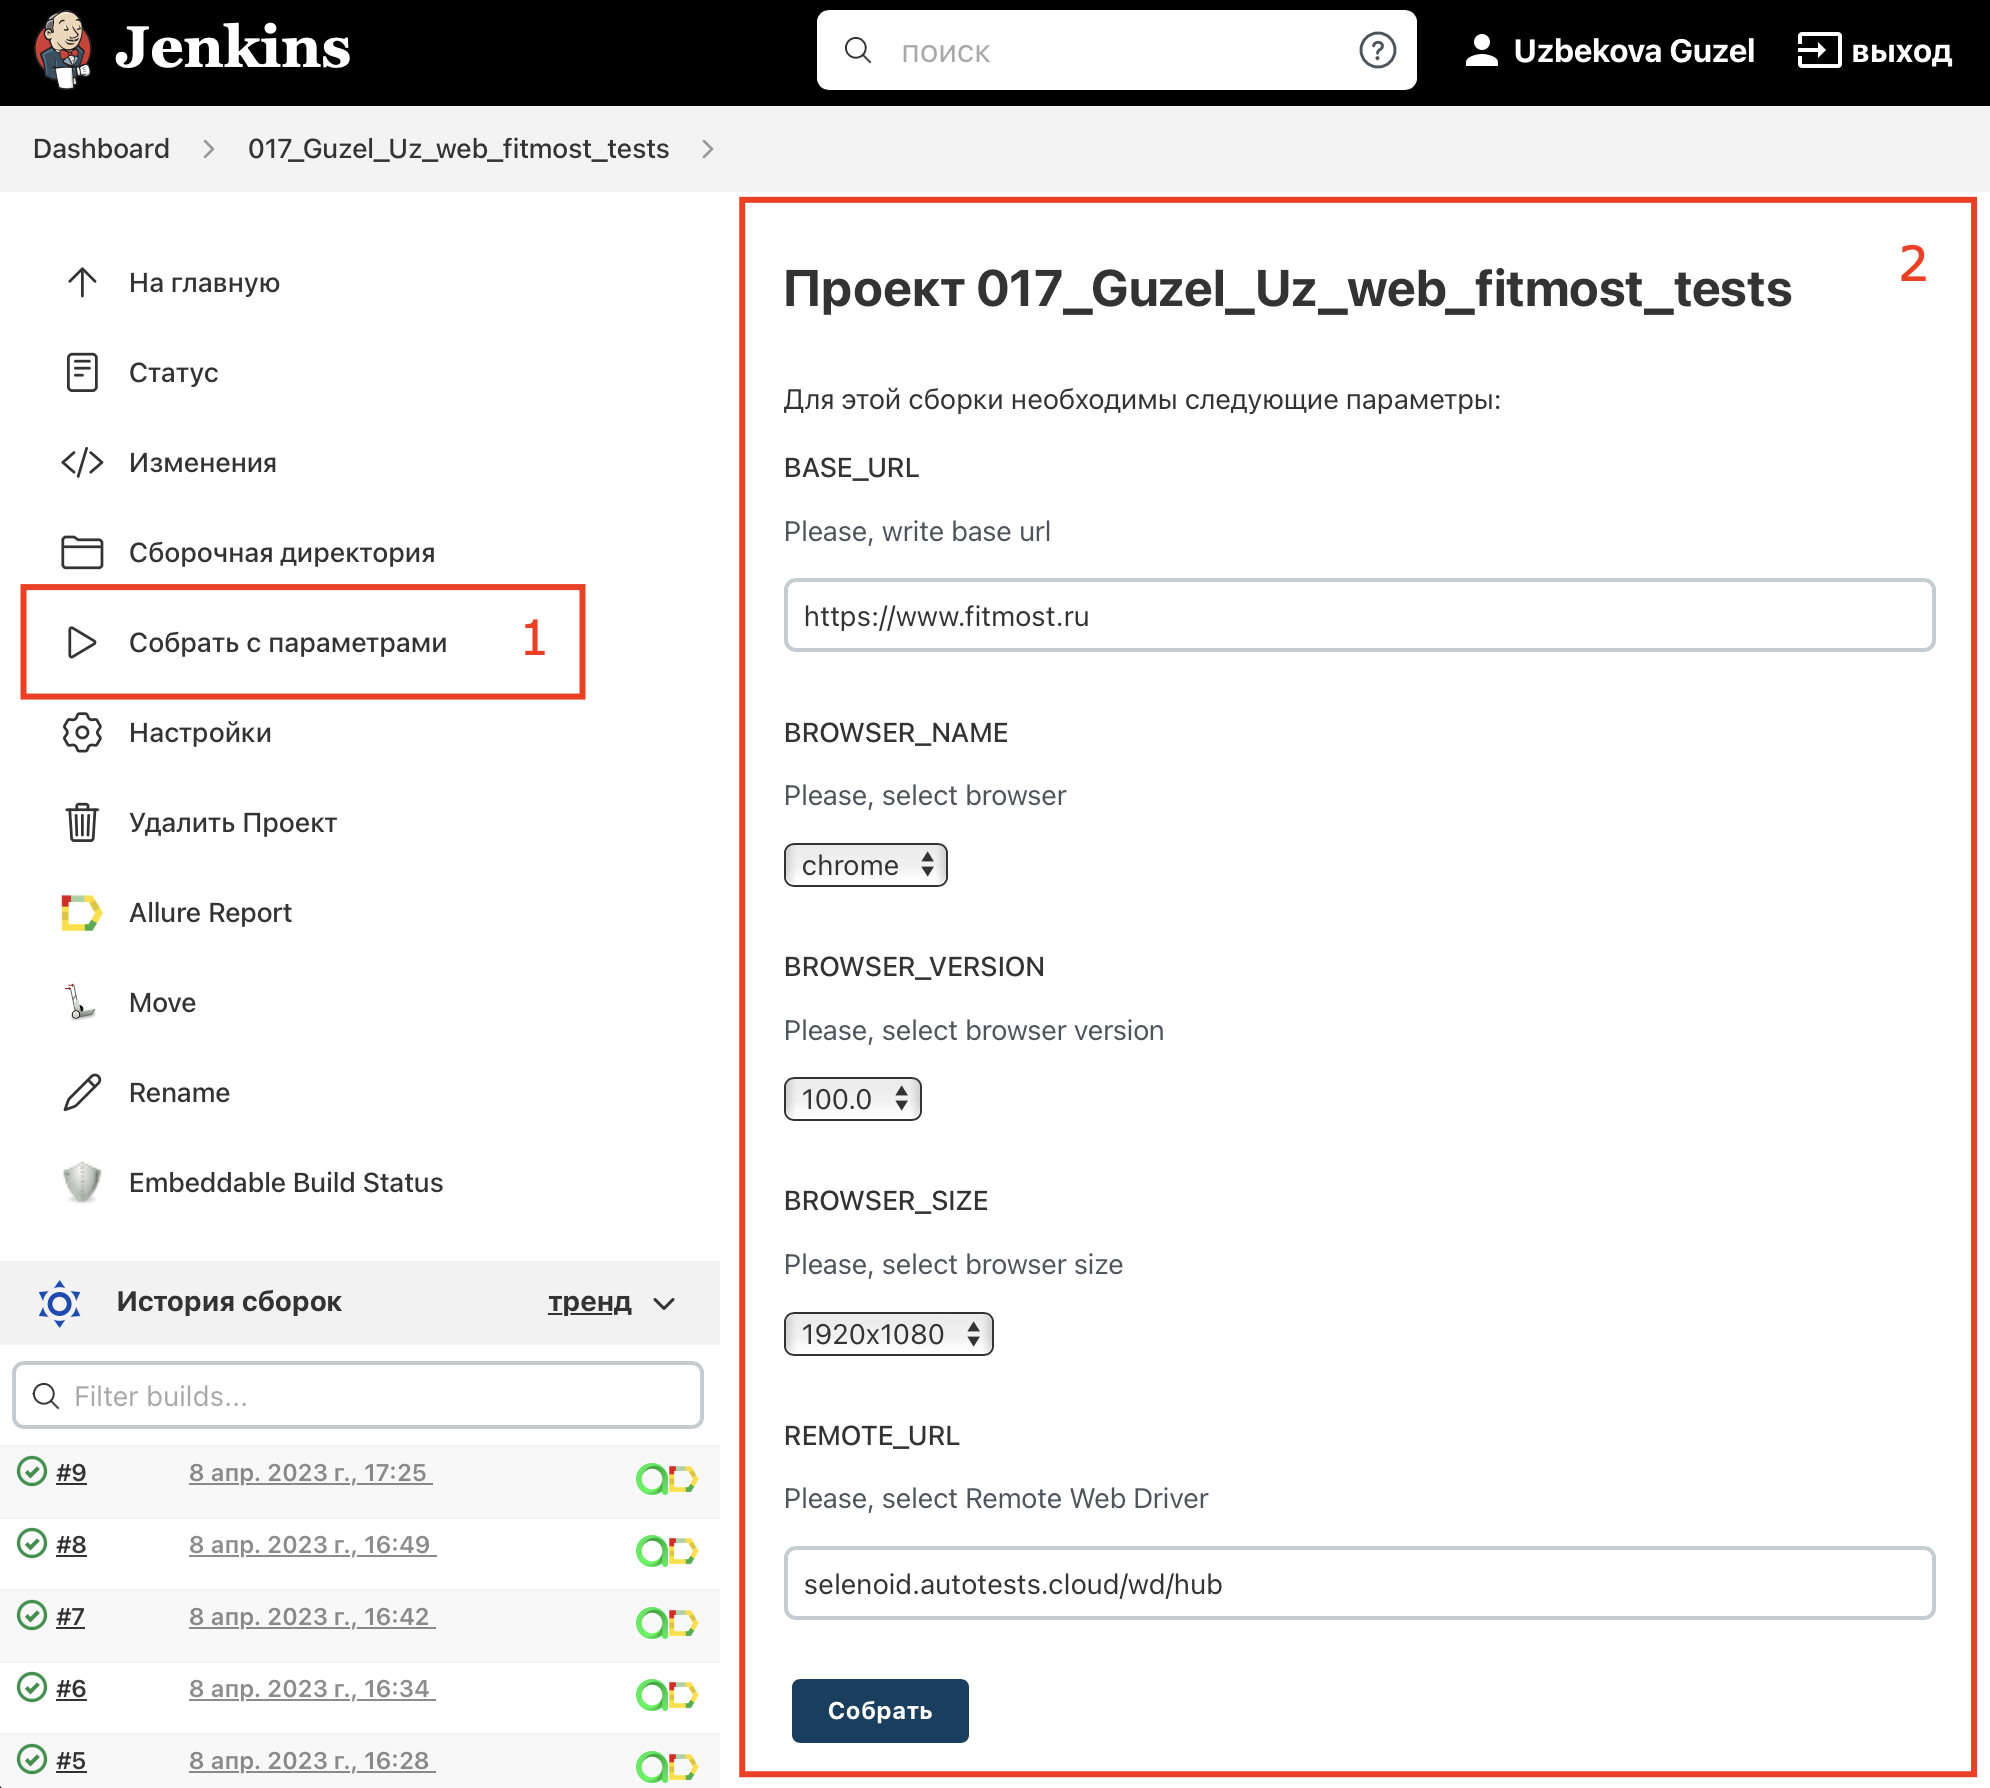 Jenkins
поиск
Uzbekova Guzel
выход
Dashboard
017_Guzel_Uz_web_fitmost_tests
На главную
Статус
Изменения
Сборочная директория
Собрать с параметрами
1
Настройки
Удалить Проект
Allure Report
Move
Rename
Embeddable Build Status
История сборок
тренд
Filter builds...
#9 8 апр. 2023 г., 17:25
#8 8 апр. 2023 г., 16:49
#7 8 апр. 2023 г., 16:42
#6 8 апр. 2023 г., 16:34
#5 8 апр. 2023 г., 16:28
2
Проект 017_Guzel_Uz_web_fitmost_tests
Для этой сборки необходимы следующие параметры:
BASE_URL
Please, write base url
https://www.fitmost.ru
BROWSER_NAME
Please, select browser
chrome
BROWSER_VERSION
Please, select browser version
100.0
BROWSER_SIZE
Please, select browser size
1920x1080
REMOTE_URL
Please, select Remote Web Driver
selenoid.autotests.cloud/wd/hub
Собрать